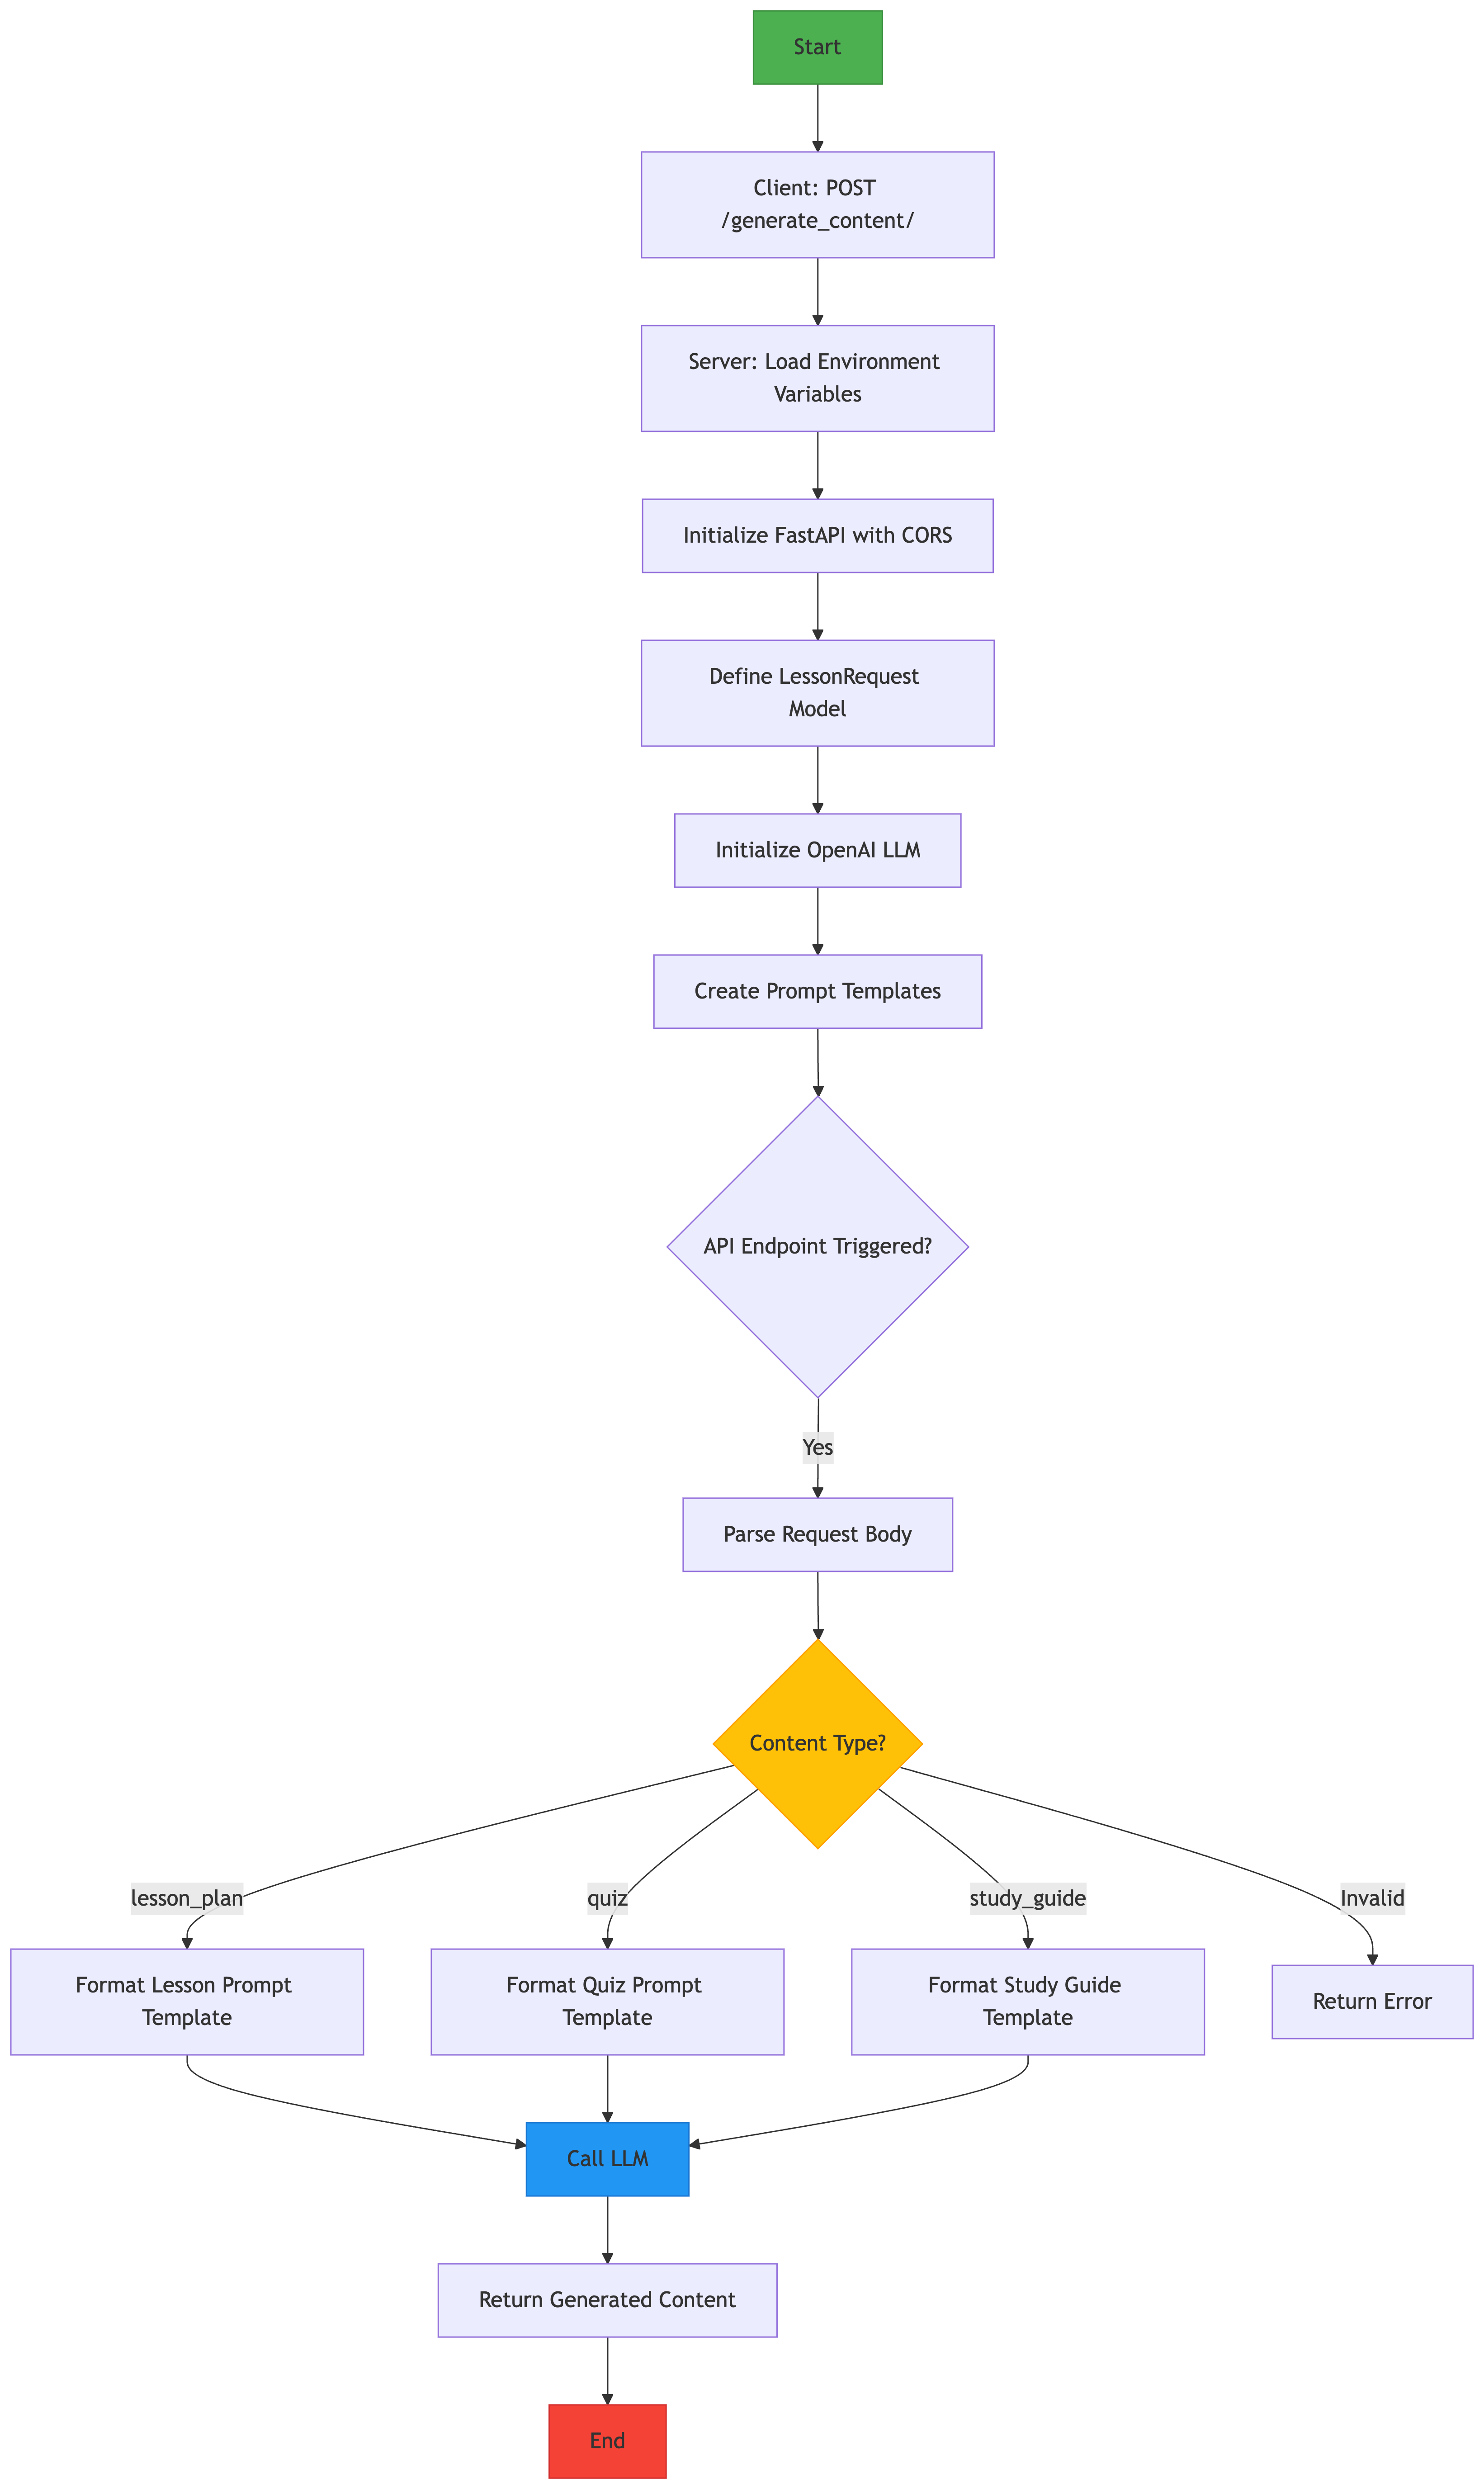 Start
Client: POST
/generate_content/
Server: Load Environment
Variables
Initialize FastAPI with CORS
Define LessonRequest
Model
Initialize OpenAI LLM
Create Prompt Templates
API Endpoint Triggered?
Yes
Parse Request Body
Content Type?
lesson_plan
quiz
study_guide
Invalid
Format Lesson Prompt
Template
Format Quiz Prompt
Template
Format Study Guide
Template
Return Error
Call LLM
Return Generated Content
End